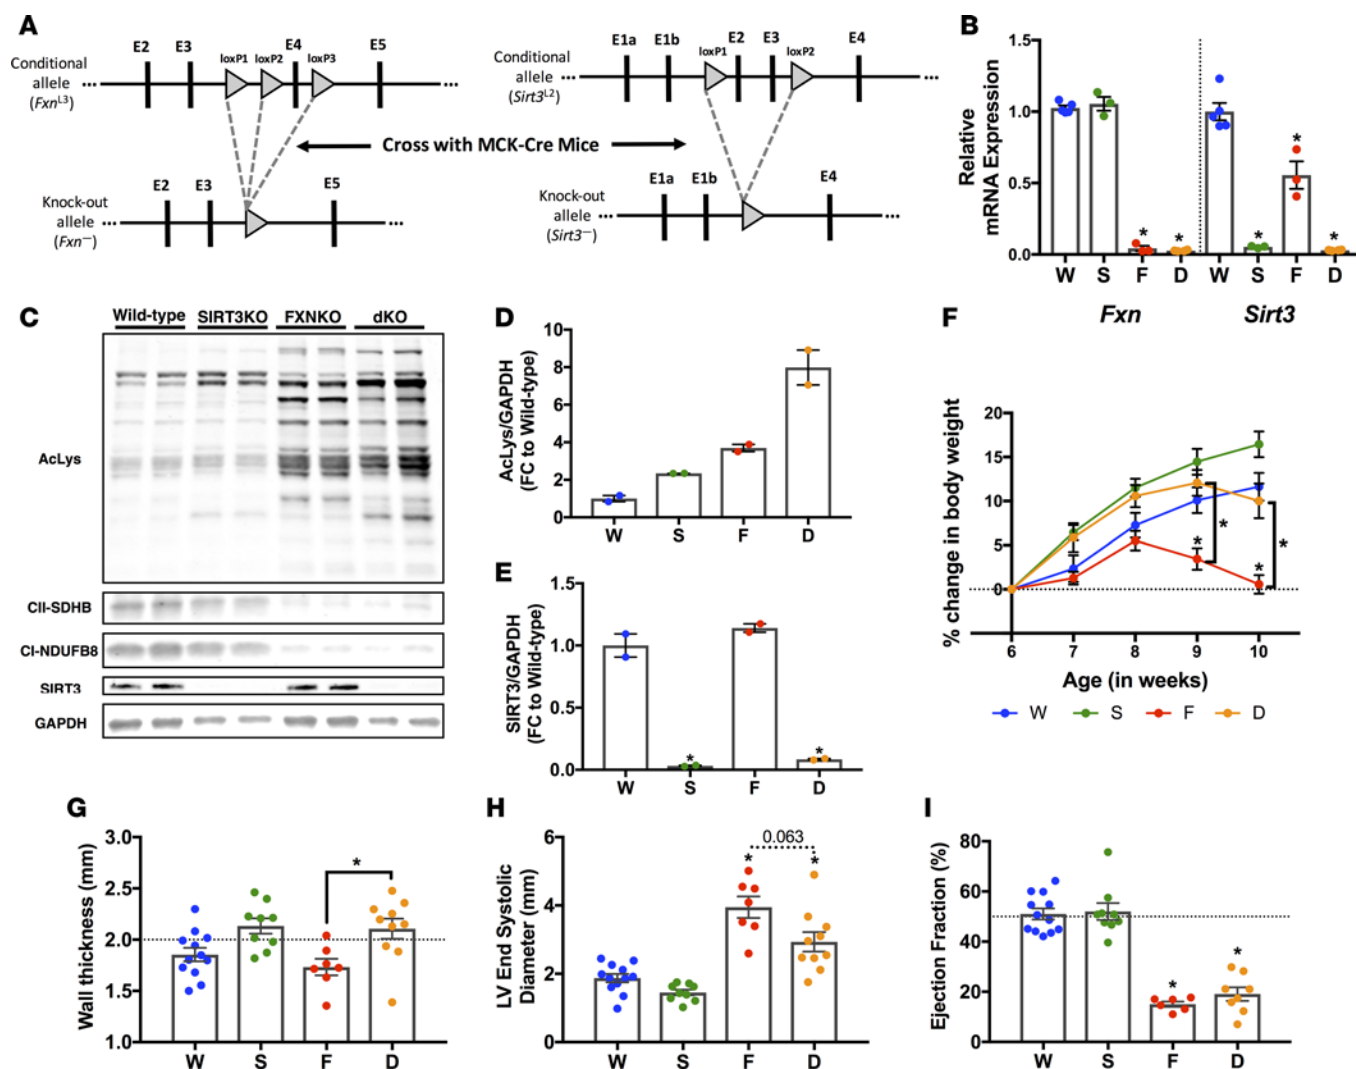 A
E2 E3 loxP1 loxP2 E4 loxP3 E5
Conditional
allele
(FxnL3)
E1a E1b loxP1 E2 E3 loxP2 E4
Conditional
allele
(Sirt3L2)
Cross with MCK-Cre Mice
E2 E3 E5
Knock-out
allele
(Fxn—)
E1a E1b E4
Knock-out
allele
(Sirt3—)
B
Relative
mRNA Expression
1.5
1.0
0.5
0.0
* * * * *
W S F D W S F D
Fxn Sirt3
C
Wild-type SIRT3KO FXNKO dKO
AcLys
CII-SDHB
CI-NDUFB8
SIRT3
GAPDH
D
AcLys/GAPDH
(FC to Wild-type)
10
8
6
4
2
0
W S F D
E
SIRT3/GAPDH
(FC to Wild-type)
1.5
1.0
0.5
0.0
* *
W S F D
F
% change in body weight
20
15
10
5
0
* * * *
6 7 8 9 10
Age (in weeks)
W S F D
G
Wall thickness (mm)
3.0
2.5
2.0
1.5
1.0
*
W S F D
H
LV End Systolic
Diameter (mm)
6
4
2
0
0.063
* *
W S F D
I
Ejection Fraction (%)
80
60
40
20
0
* *
W S F D